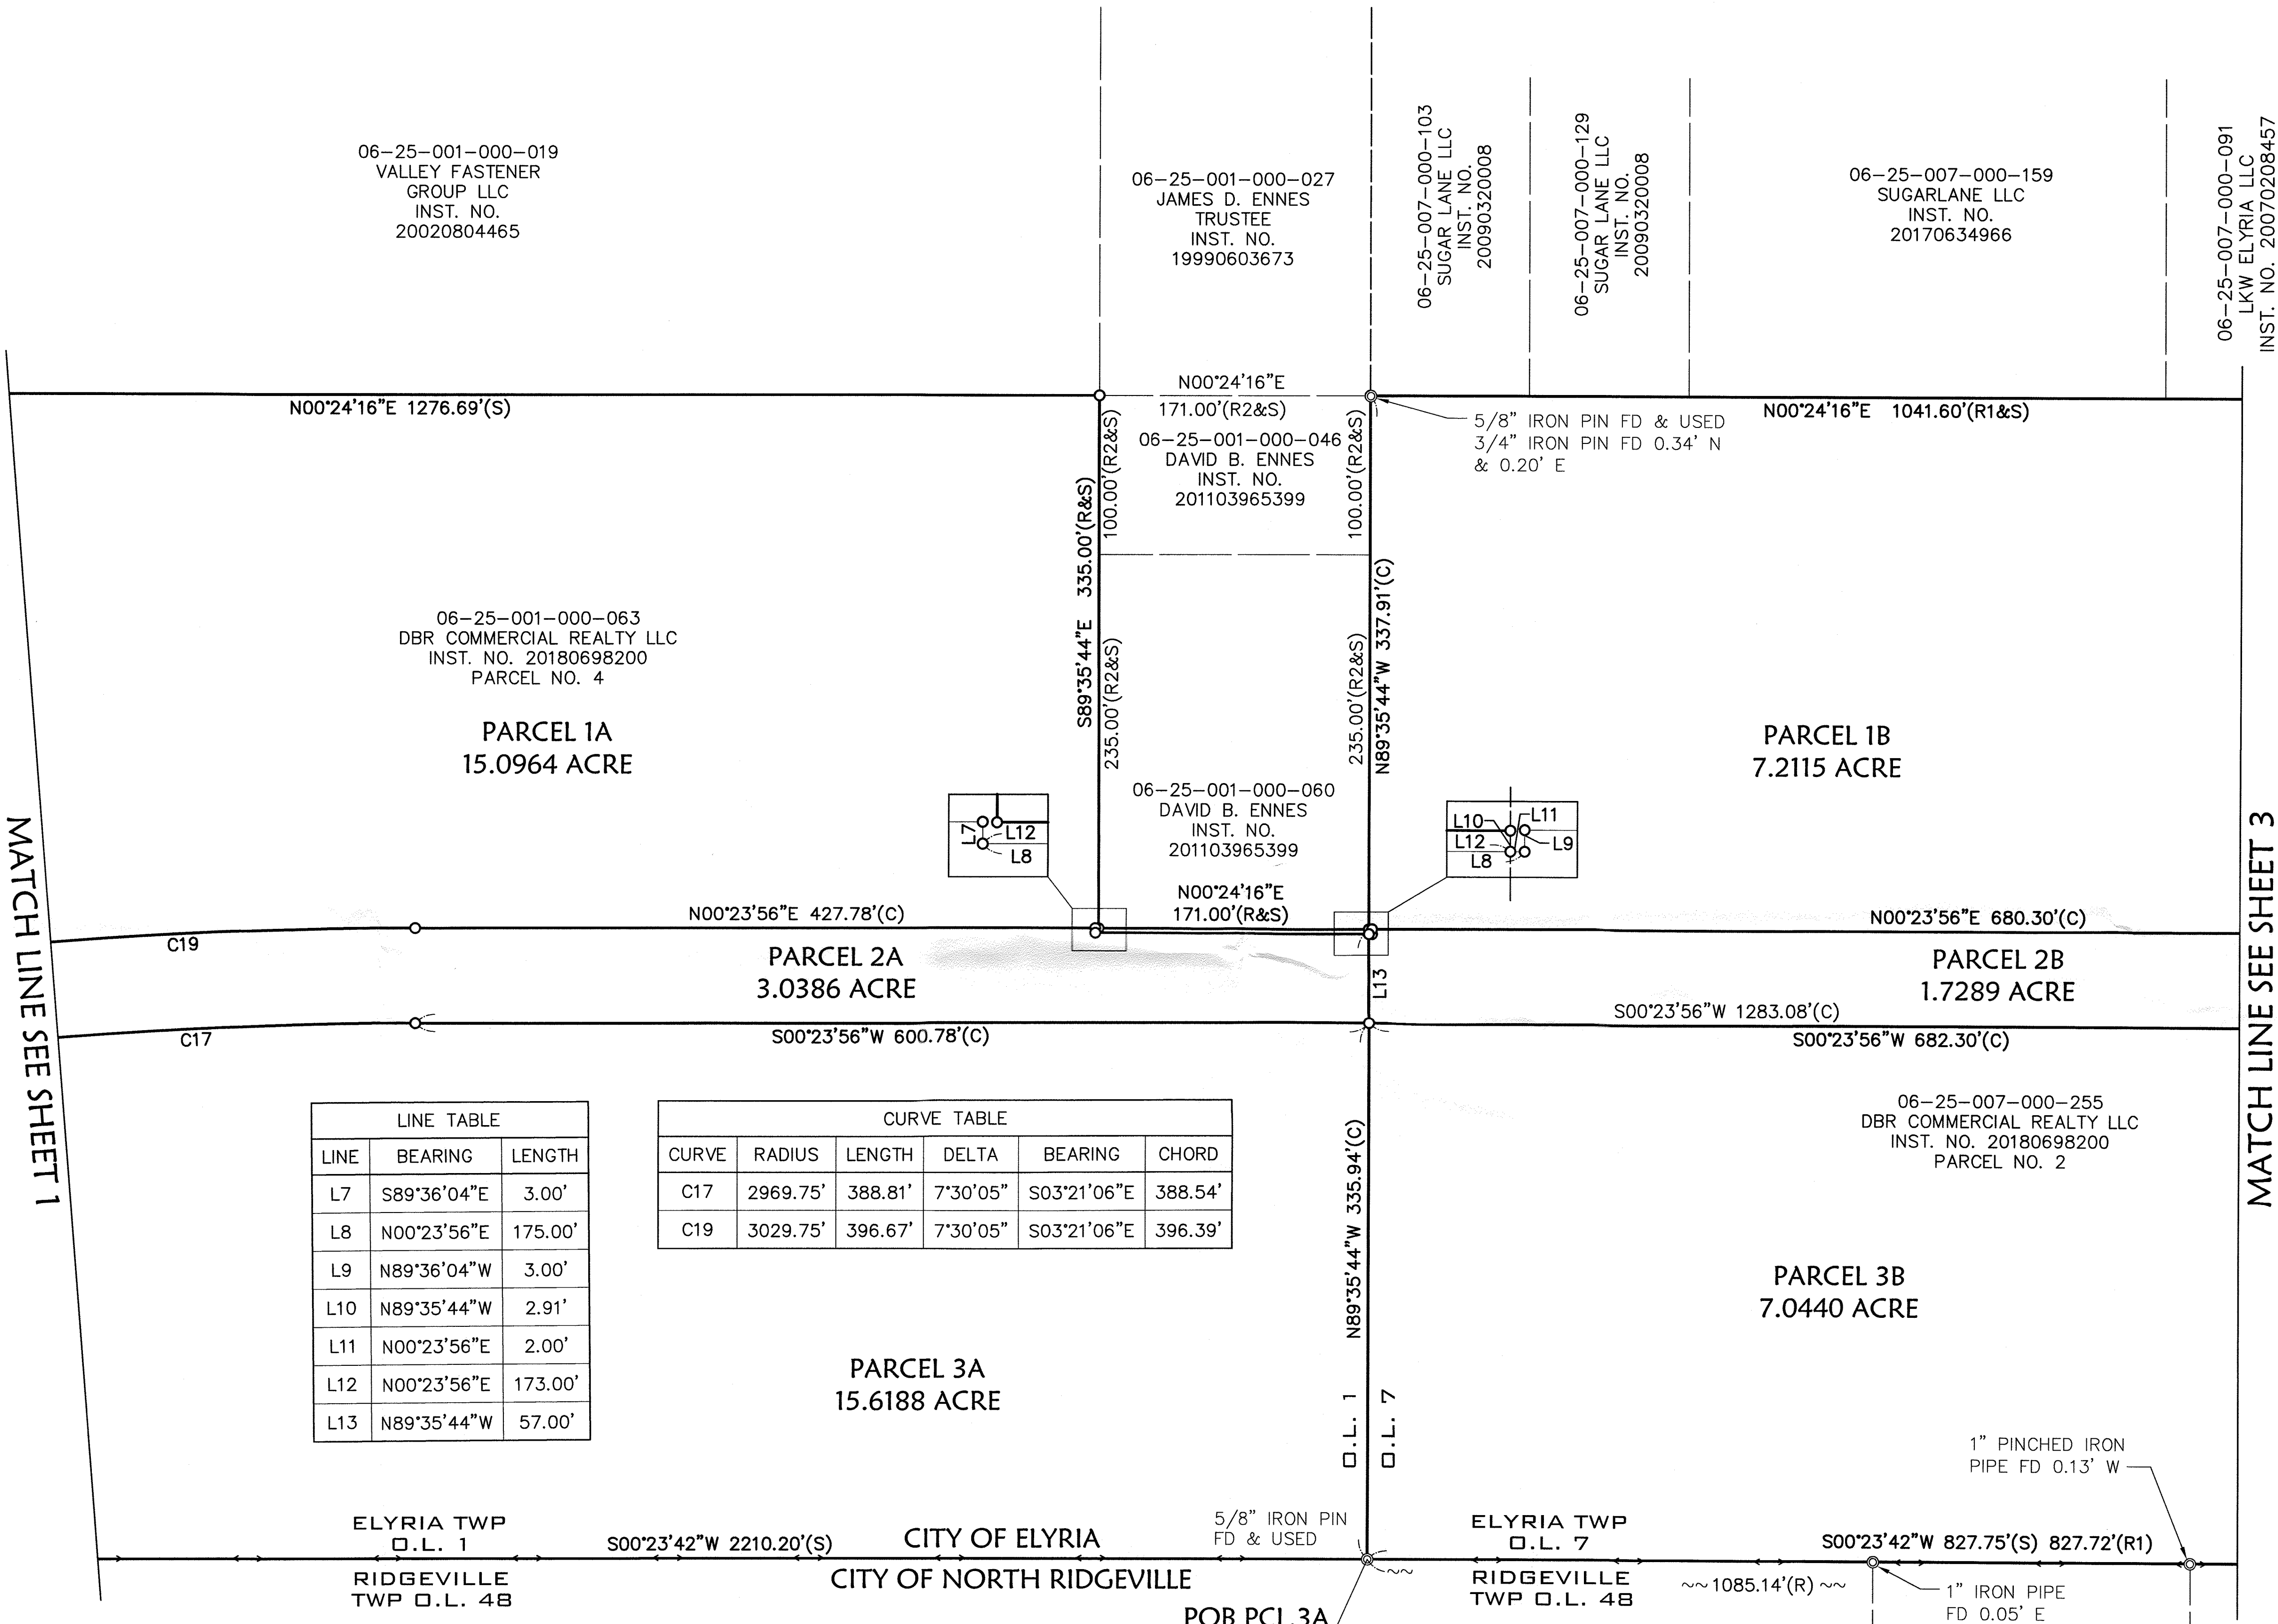 06-25-001-000-019
VALLEY FASTENER
GROUP LLC
INST. NO.
20020804465
06-25-001-000-027
JAMES D. ENNES
TRUSTEE
INST. NO.
19990603673
06-25-007-000-103
SUGAR LANE LLC
INST. NO.
20090320008
06-25-007-000-129
SUGAR LANE LLC
INST. NO.
20090320008
06-25-007-000-159
SUGARLANE LLC
INST. NO.
20170634966
06-25-007-000-091
LKW ELYRIA LLC
INST. NO. 20070208457
N00°24'16"E 1276.69'(S)
N00°24'16"E
171.00'(R2&S)
5/8" IRON PIN FD & USED
3/4" IRON PIN FD 0.34' N
& 0.20' E
N00°24'16"E 1041.60'(R1&S)
S89°35'44"E 335.00'(R&S)
100.00'(R2&S)
06-25-001-000-046
DAVID B. ENNES
INST. NO.
201103965399
100.00'(R2&S)
235.00'(R2&S)
235.00'(R2&S)
N89°35'44"W 337.91'(C)
06-25-001-000-063
DBR COMMERCIAL REALTY LLC
INST. NO. 20180698200
PARCEL NO. 4
PARCEL 1A
15.0964 ACRE
PARCEL 1B
7.2115 ACRE
06-25-001-000-060
DAVID B. ENNES
INST. NO.
201103965399
L7
L12
L8
L10
L11
L12
L9
L8
MATCH LINE SEE SHEET 1
MATCH LINE SEE SHEET 3
C19
N00°23'56"E 427.78'(C)
N00°24'16"E
171.00'(R&S)
N00°23'56"E 680.30'(C)
PARCEL 2A
3.0386 ACRE
L13
PARCEL 2B
1.7289 ACRE
C17
S00°23'56"W 600.78'(C)
S00°23'56"W 1283.08'(C)
S00°23'56"W 682.30'(C)
LINE TABLE
LINE BEARING LENGTH
L7 S89°36'04"E 3.00'
L8 N00°23'56"E 175.00'
L9 N89°36'04"W 3.00'
L10 N89°35'44"W 2.91'
L11 N00°23'56"E 2.00'
L12 N00°23'56"E 173.00'
L13 N89°35'44"W 57.00'
CURVE TABLE
CURVE RADIUS LENGTH DELTA BEARING CHORD
C17 2969.75' 388.81' 7°30'05" S03°21'06"E 388.54'
C19 3029.75' 396.67' 7°30'05" S03°21'06"E 396.39'
N89°35'44"W 335.94'(C)
06-25-007-000-255
DBR COMMERCIAL REALTY LLC
INST. NO. 20180698200
PARCEL NO. 2
PARCEL 3B
7.0440 ACRE
PARCEL 3A
15.6188 ACRE
O.L. 1
O.L. 7
1" PINCHED IRON
PIPE FD 0.13' W
5/8" IRON PIN
FD & USED
ELYRIA TWP
O.L. 1
S00°23'42"W 2210.20'(S)
CITY OF ELYRIA
ELYRIA TWP
O.L. 7
S00°23'42"W 827.75'(S) 827.72'(R1)
RIDGEVILLE
TWP O.L. 48
CITY OF NORTH RIDGEVILLE
~~
RIDGEVILLE
TWP O.L. 48
~~1085.14'(R)~~
1" IRON PIPE
FD 0.05' E
POB PCL.3A